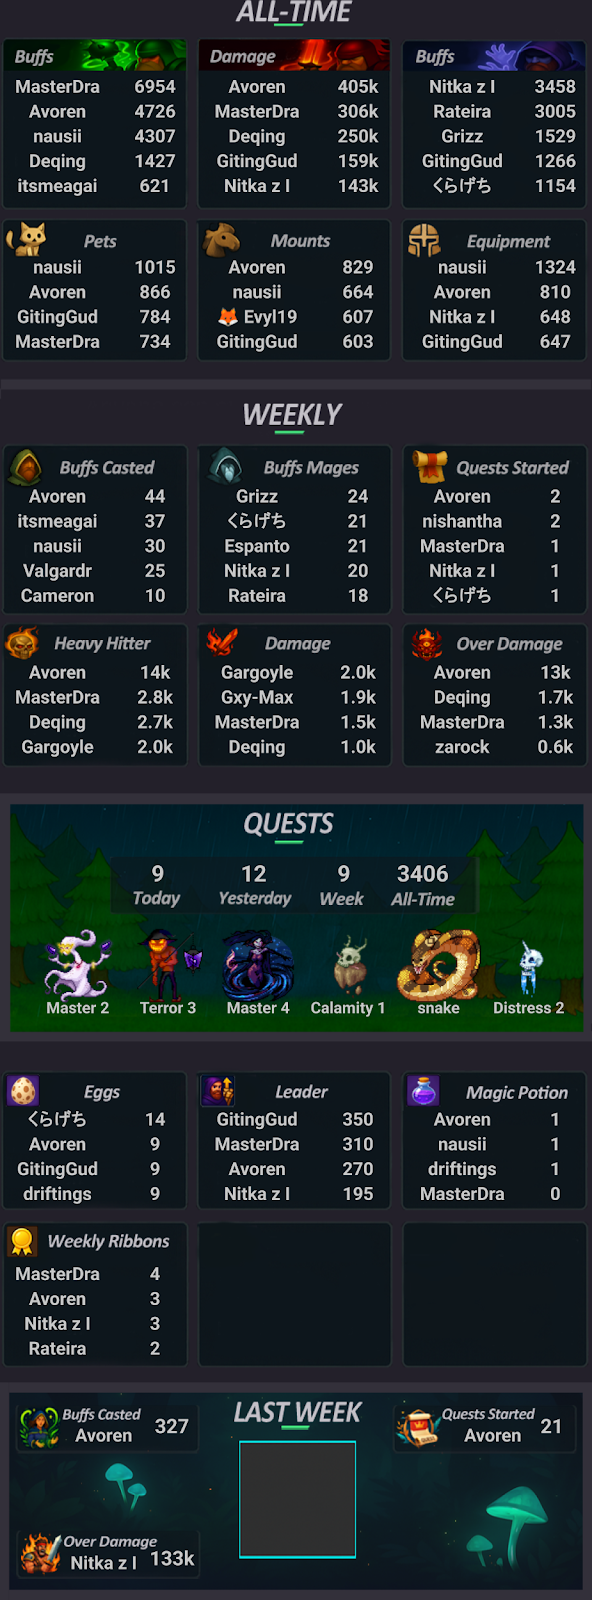 ALL-TIME
Buffs
MasterDra 6954
Avoren 4726
nausii 4307
Deqing 1427
itsmeagai 621
Damage
Avoren 405k
MasterDra 306k
Deqing 250k
GitingGud 159k
Nitka z l 143k
Buffs
Nitka z l 3458
Rateira 3005
Grizz 1529
GitingGud 1266
くらげち 1154
Pets
nausii 1015
Avoren 866
GitingGud 784
MasterDra 734
Mounts
Avoren 829
nausii 664
🦊 Evyl19 607
GitingGud 603
Equipment
nausii 1324
Avoren 810
Nitka z l 648
GitingGud 647
WEEKLY
Buffs Casted
Avoren 44
itsmeagai 37
nausii 30
Valgardr 25
Cameron 10
Buffs Mages
Grizz 24
くらげち 21
Espanto 21
Nitka z l 20
Rateira 18
Quests Started
Avoren 2
nishantha 2
MasterDra 1
Nitka z l 1
くらげち 1
Heavy Hitter
Avoren 14k
MasterDra 2.8k
Deqing 2.7k
Gargoyle 2.0k
Damage
Gargoyle 2.0k
Gxy-Max 1.9k
MasterDra 1.5k
Deqing 1.0k
Over Damage
Avoren 13k
Deqing 1.7k
MasterDra 1.3k
zarock 0.6k
QUESTS
9 12 9 3406
Today Yesterday Week All-Time
Master 2 Terror 3 Master 4 Calamity 1 snake Distress 2
Eggs
くらげち 14
Avoren 9
GitingGud 9
driftings 9
Leader
GitingGud 350
MasterDra 310
Avoren 270
Nitka z l 195
Magic Potion
Avoren 1
nausii 1
driftings 1
MasterDra 0
Weekly Ribbons
MasterDra 4
Avoren 3
Nitka z l 3
Rateira 2
LAST WEEK
Buffs Casted
Avoren 327
Quests Started
Avoren 21
Over Damage
Nitka z l 133k